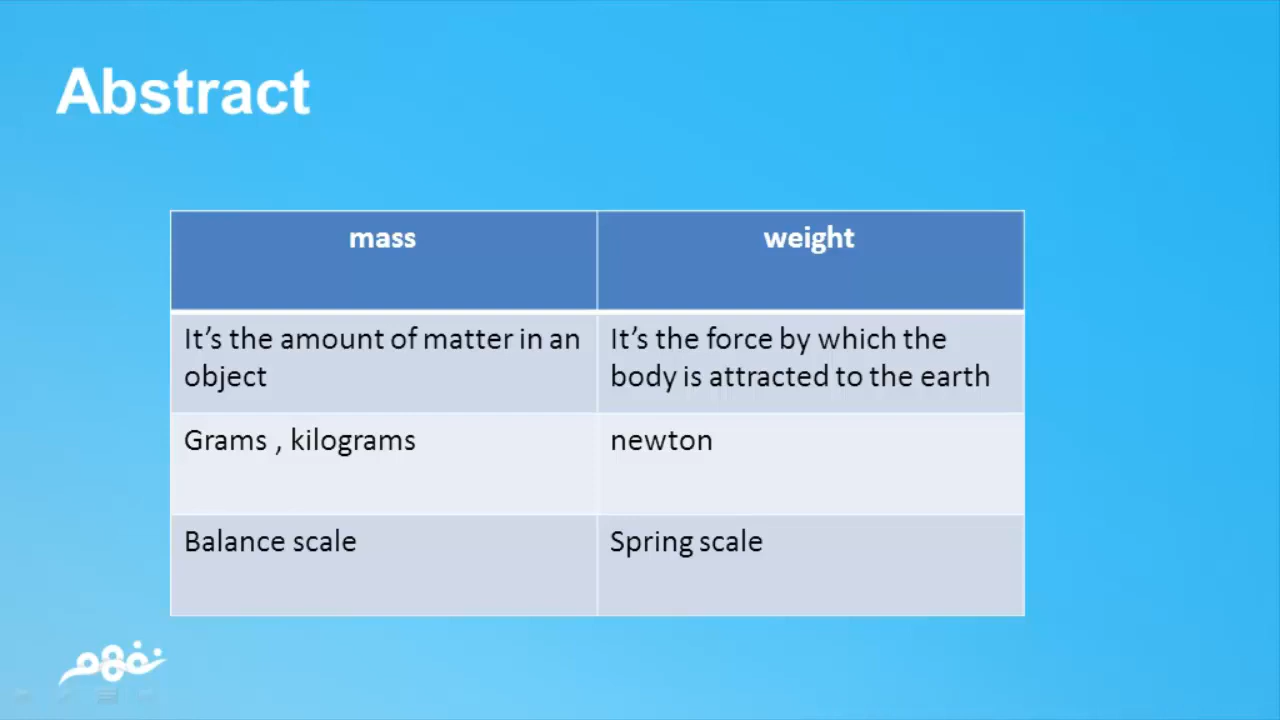 Abstract
mass
weight
It's the amount of matter in an
object
It's the force by which the
body is attracted to the earth
Grams , kilograms
newton
Balance scale
Spring scale
نفهم